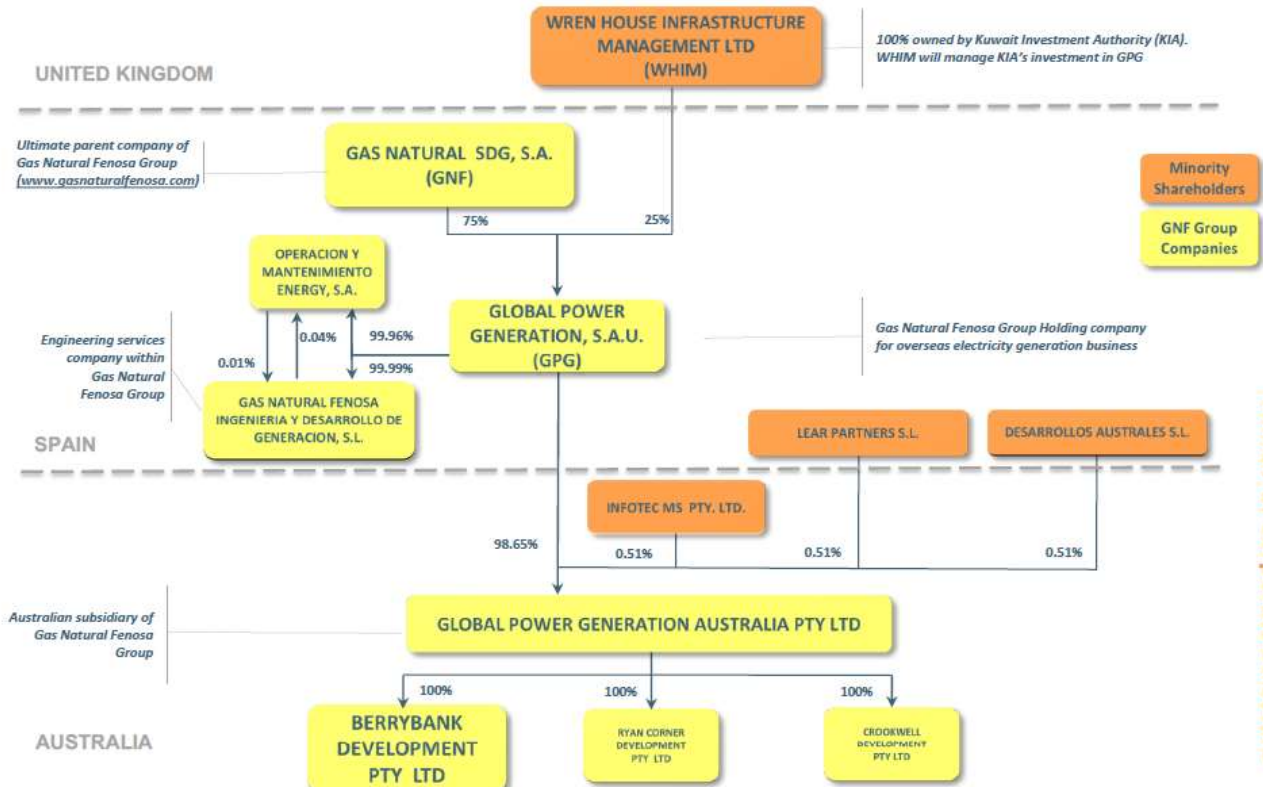 WREN HOUSE INFRASTRUCTURE
MANAGEMENT LTD
(WHIM)
100% owned by Kuwait Investment Authority (KIA).
WHIM will manage KIA's investment in GPG
UNITED KINGDOM
Ultimate parent company of
Gas Natural Fenosa Group
(www.gasnaturalfenosa.com)
GAS NATURAL SDG, S.A.
(GNF)
Minority
Shareholders
GNF Group
Companies
75%
25%
OPERACION Y
MANTENIMIENTO
ENERGY, S.A.
GLOBAL POWER
GENERATION, S.A.U.
(GPG)
Gas Natural Fenosa Group Holding company
for overseas electricity generation business
Engineering services
company within
Gas Natural
Fenosa Group
0.01%
0.04%
99.96%
99.99%
GAS NATURAL FENOSA
INGENIERIA Y DESARROLLO DE
GENERACION, S.L.
LEAR PARTNERS S.L.
DESARROLLOS AUSTRALES S.L.
SPAIN
INFOTEC MS PTY. LTD.
98.65%
0.51%
0.51%
0.51%
Australian subsidiary of
Gas Natural Fenosa
Group
GLOBAL POWER GENERATION AUSTRALIA PTY LTD
100%
100%
100%
BERRYBANK
DEVELOPMENT
PTY LTD
RYAN CORNER
DEVELOPMENT
PTY LTD
CROOKWELL
DEVELOPMENT
PTY LTD
AUSTRALIA